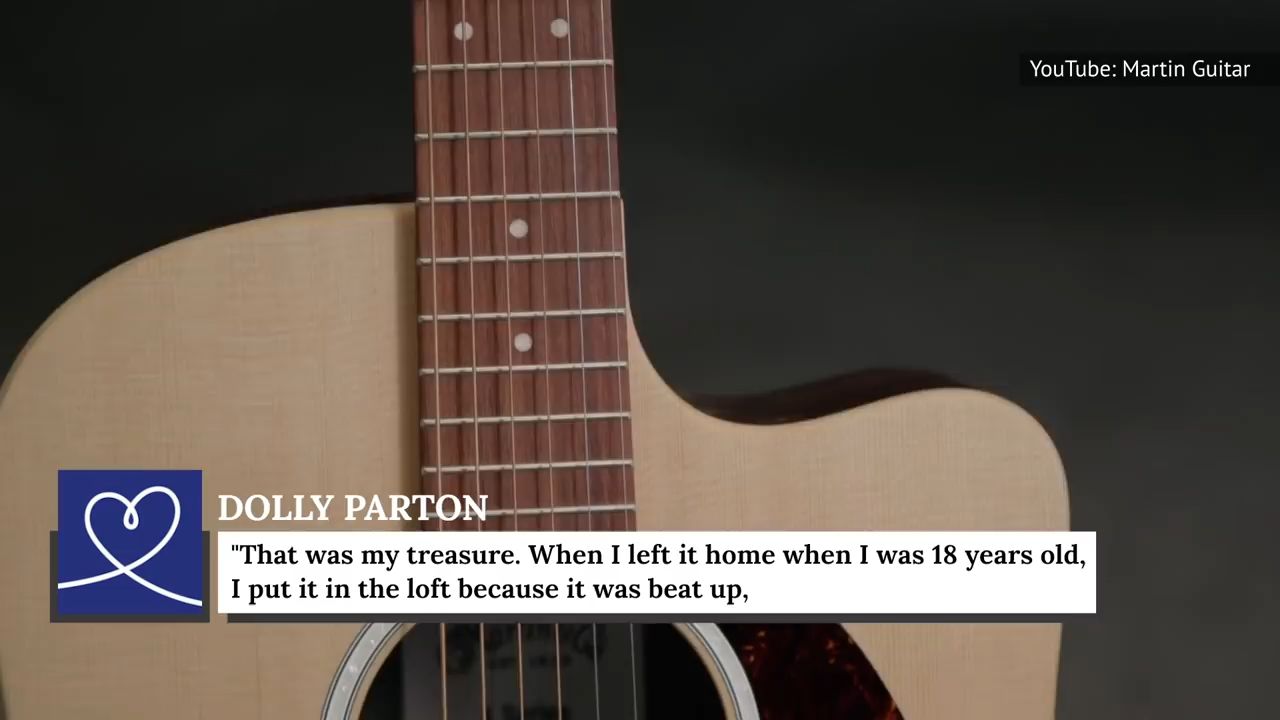 YouTube: Martin Guitar
DOLLY PARTON
"That was my treasure. When I left it home when I was 18 years old,
I put it in the loft because it was beat up,